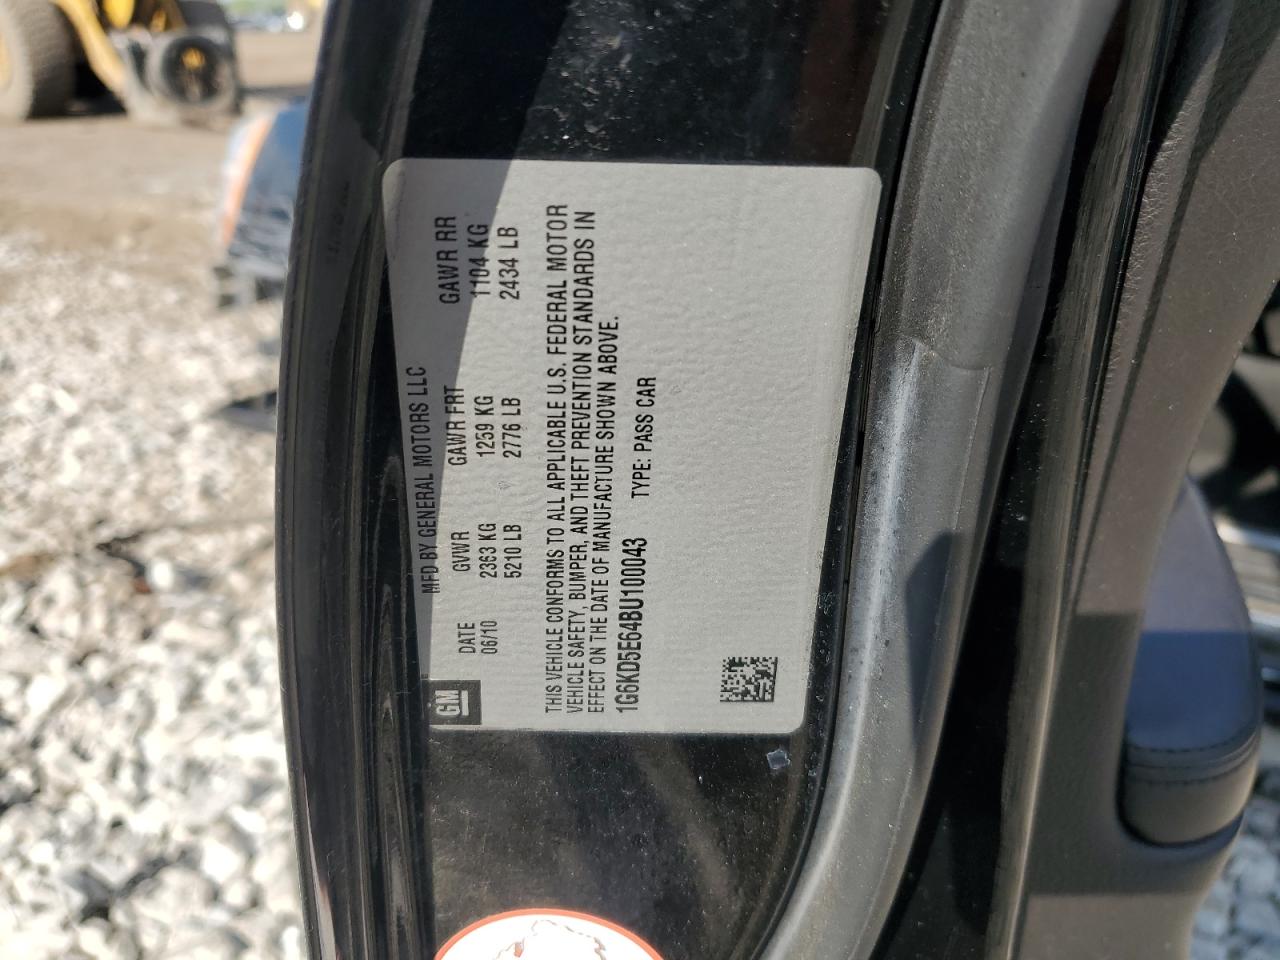 GM
MFD BY GENERAL MOTORS LLC
DATE GVWR GAWR FRT GAWR RR
06/10 2363 KG 1259 KG 1104 KG
5210 LB 2776 LB 2434 LB
THIS VEHICLE CONFORMS TO ALL APPLICABLE U.S. FEDERAL MOTOR
VEHICLE SAFETY, BUMPER, AND THEFT PREVENTION STANDARDS IN
EFFECT ON THE DATE OF MANUFACTURE SHOWN ABOVE.
1G6KD5E64BU100043 TYPE: PASS CAR